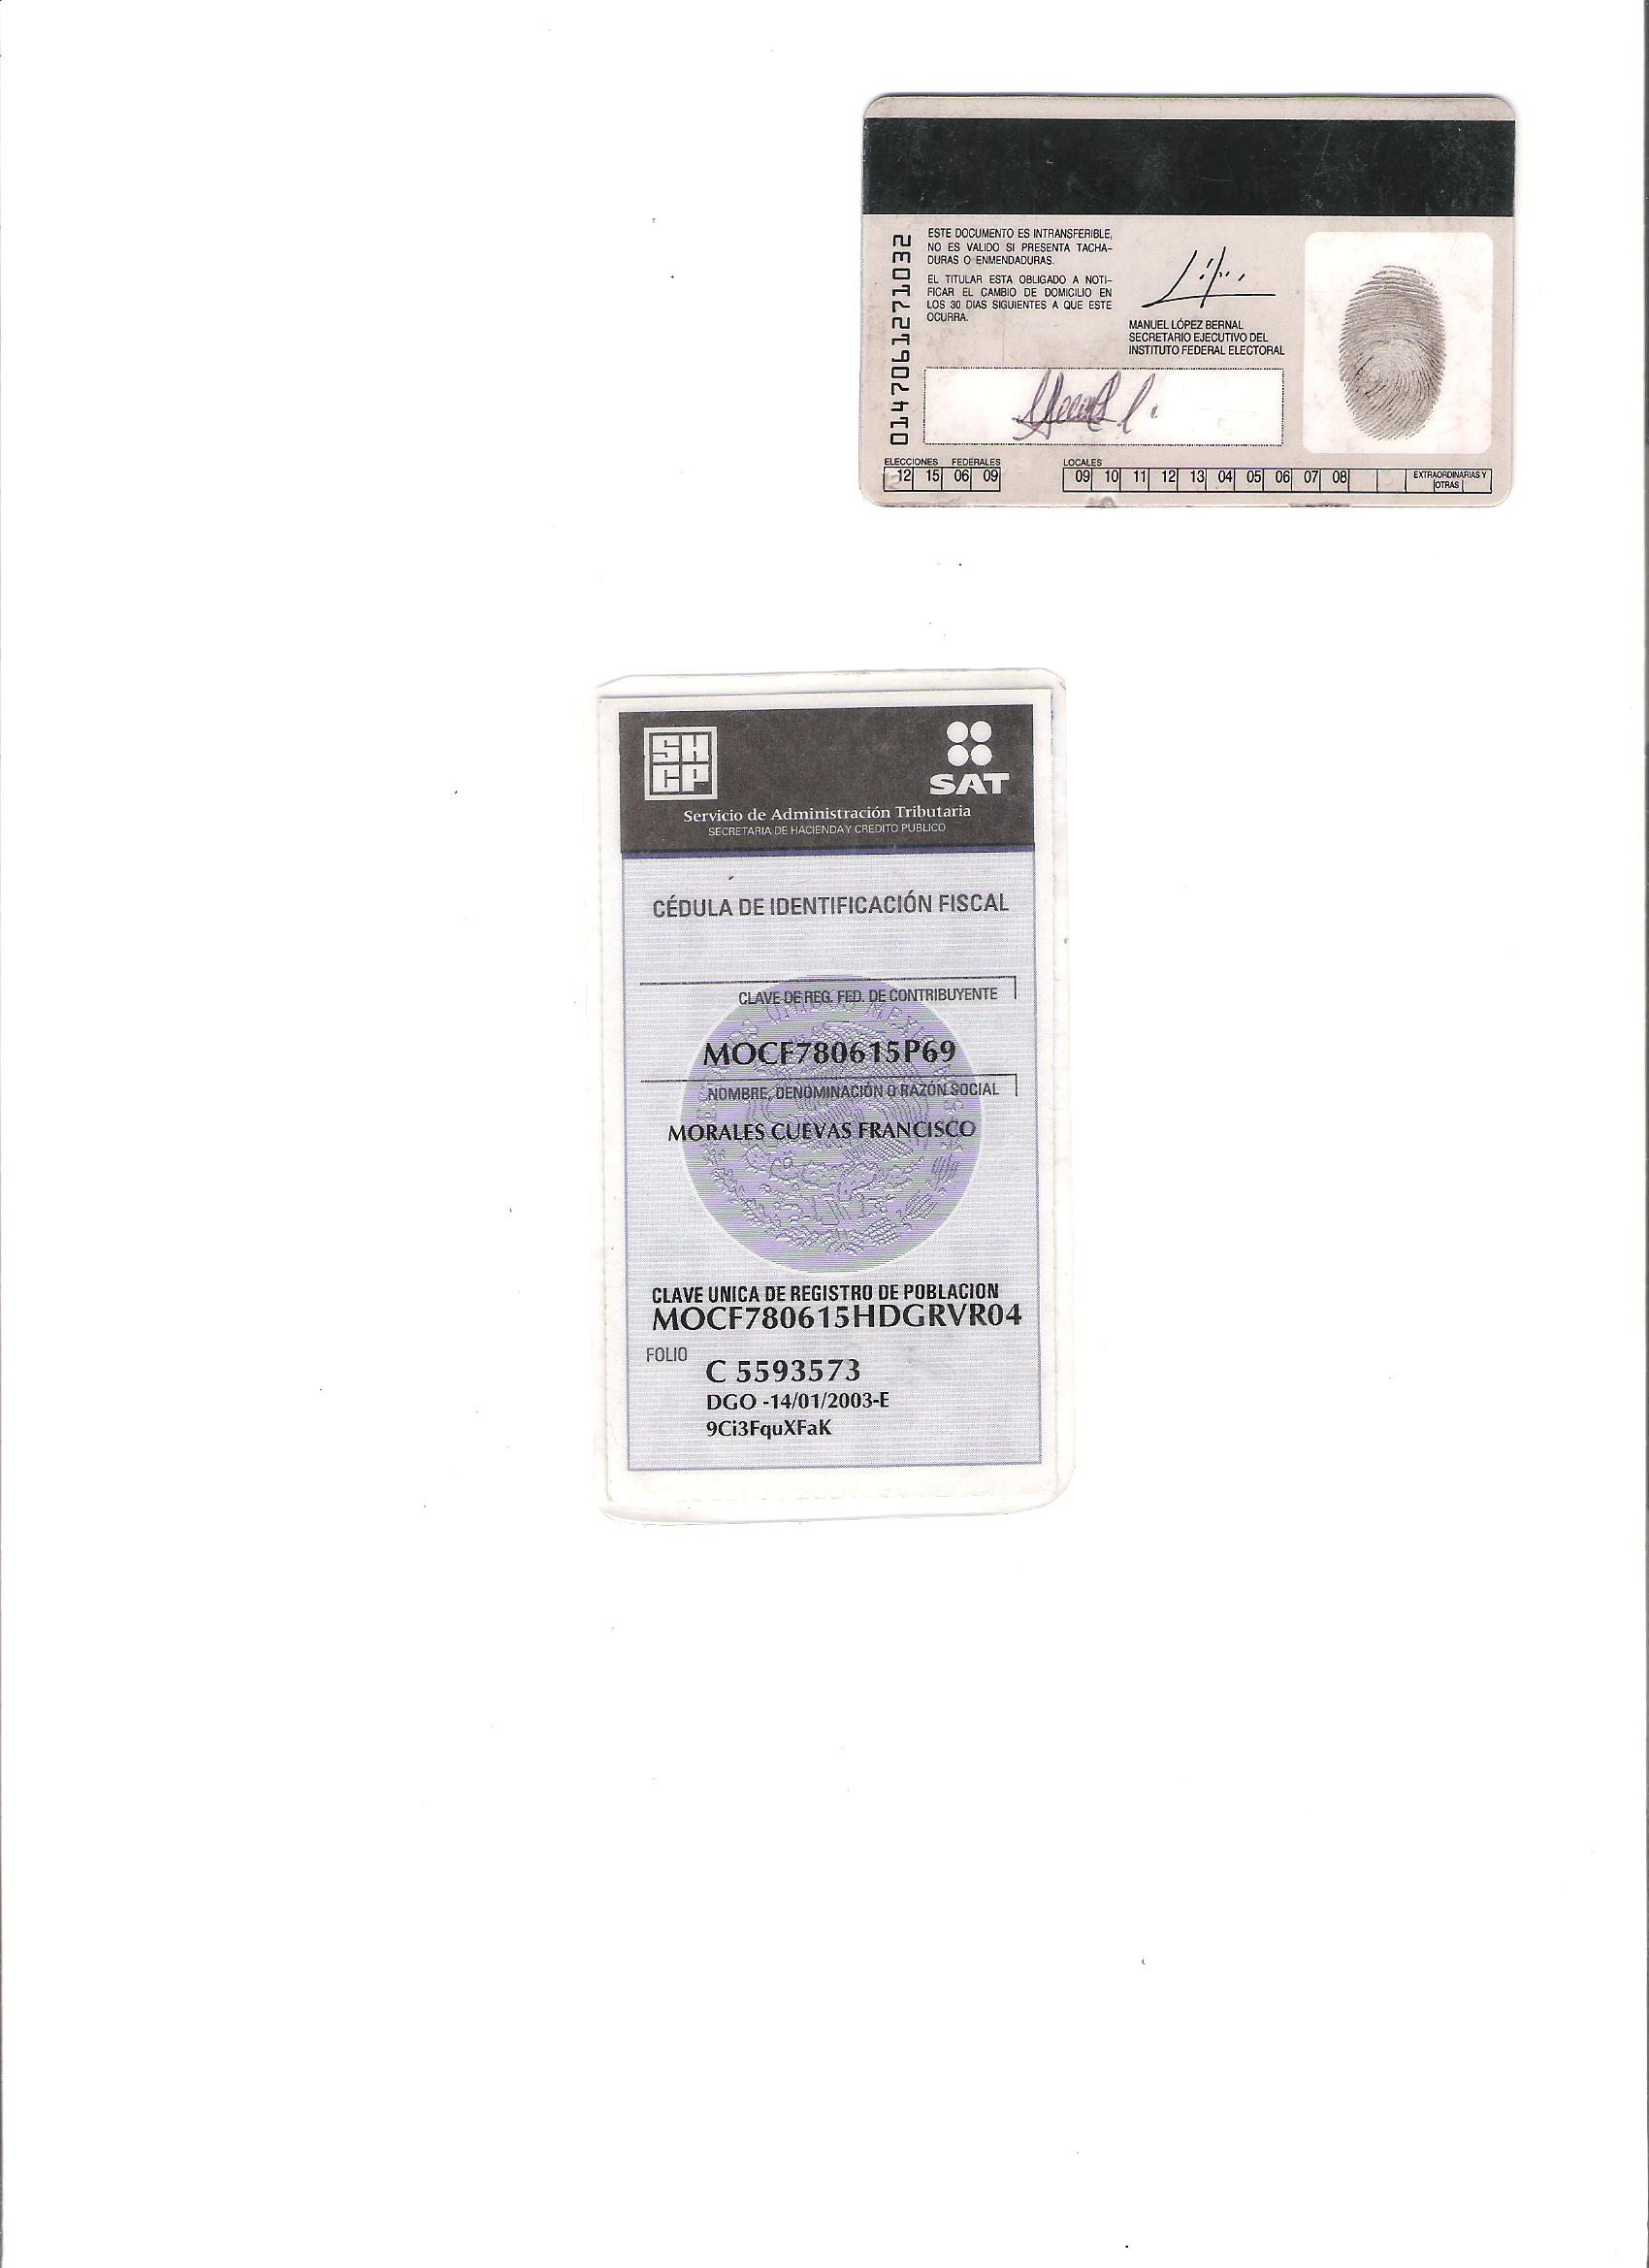 ESTE DOCUMENTO ES INTRANSFERIBLE,
NO ES VALIDO SI PRESENTA TACHA-
DURAS O ENMENDADURAS.
EL TITULAR ESTA OBLIGADO A NOTI-
FICAR EL CAMBIO DE DOMICILIO EN
LOS 30 DIAS SIGUIENTES A QUE ESTE
OCURRA.
MANUEL LÓPEZ BERNAL
SECRETARIO EJECUTIVO DEL
INSTITUTO FEDERAL ELECTORAL
0147061271032
ELECCIONES FEDERALES
12 15 06 09
LOCALES
09 10 11 12 13 04 05 06 07 08
EXTRAORDINARIAS Y
OTRAS
SHCP
SAT
Servicio de Administración Tributaria
SECRETARIA DE HACIENDA Y CREDITO PUBLICO
CÉDULA DE IDENTIFICACIÓN FISCAL
CLAVE DE REG. FED. DE CONTRIBUYENTE
MOCF780615P69
NOMBRE, DENOMINACIÓN O RAZÓN SOCIAL
MORALES CUEVAS FRANCISCO
CLAVE UNICA DE REGISTRO DE POBLACION
MOCF780615HDGRVR04
FOLIO
C 5593573
DGO -14/01/2003-E
9Ci3FquXFaK